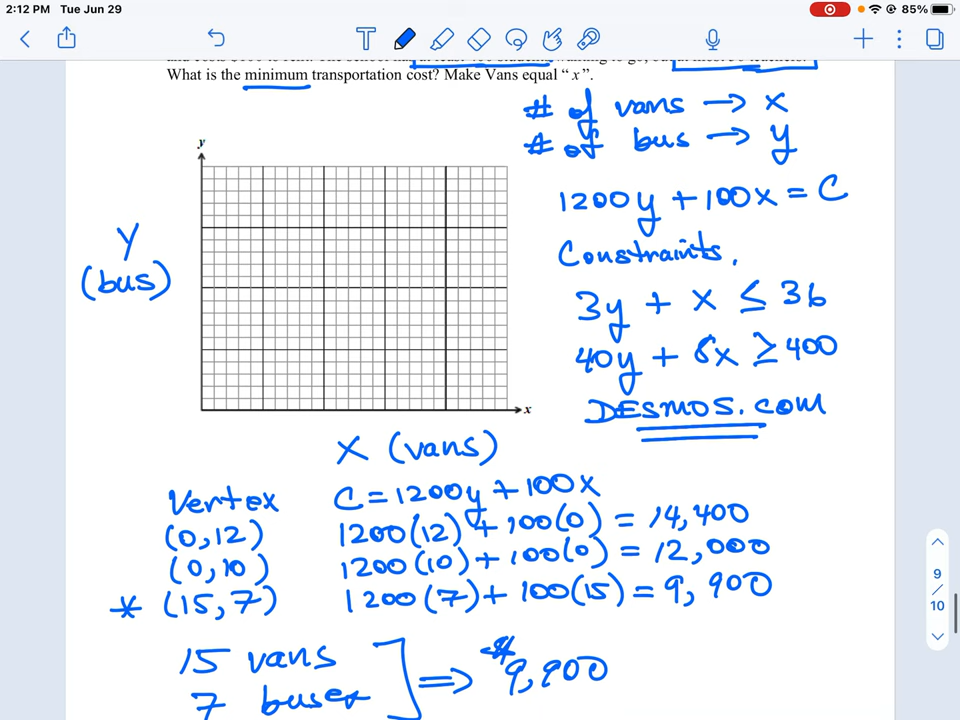 2:12 PM Tue Jun 29
85%
T
What is the minimum transportation cost? Make Vans equal “ x”.
# of vans → x
# of bus → y
y
1200y + 100x = C
Y
(bus)
Constraints.
3y + x ≤ 36
40y + 8x ≥ 400
x
DESMOS.com
X (vans)
Vertex C = 1200y + 100x
(0,12) 1200(12) + 100(0) = 14,400
(0,10) 1200(10) + 100(0) = 12,000
* (15,7) 1200(7) + 100(15) = 9,900
15 vans
7 buses
] ⇒ $9,900
9
/
10